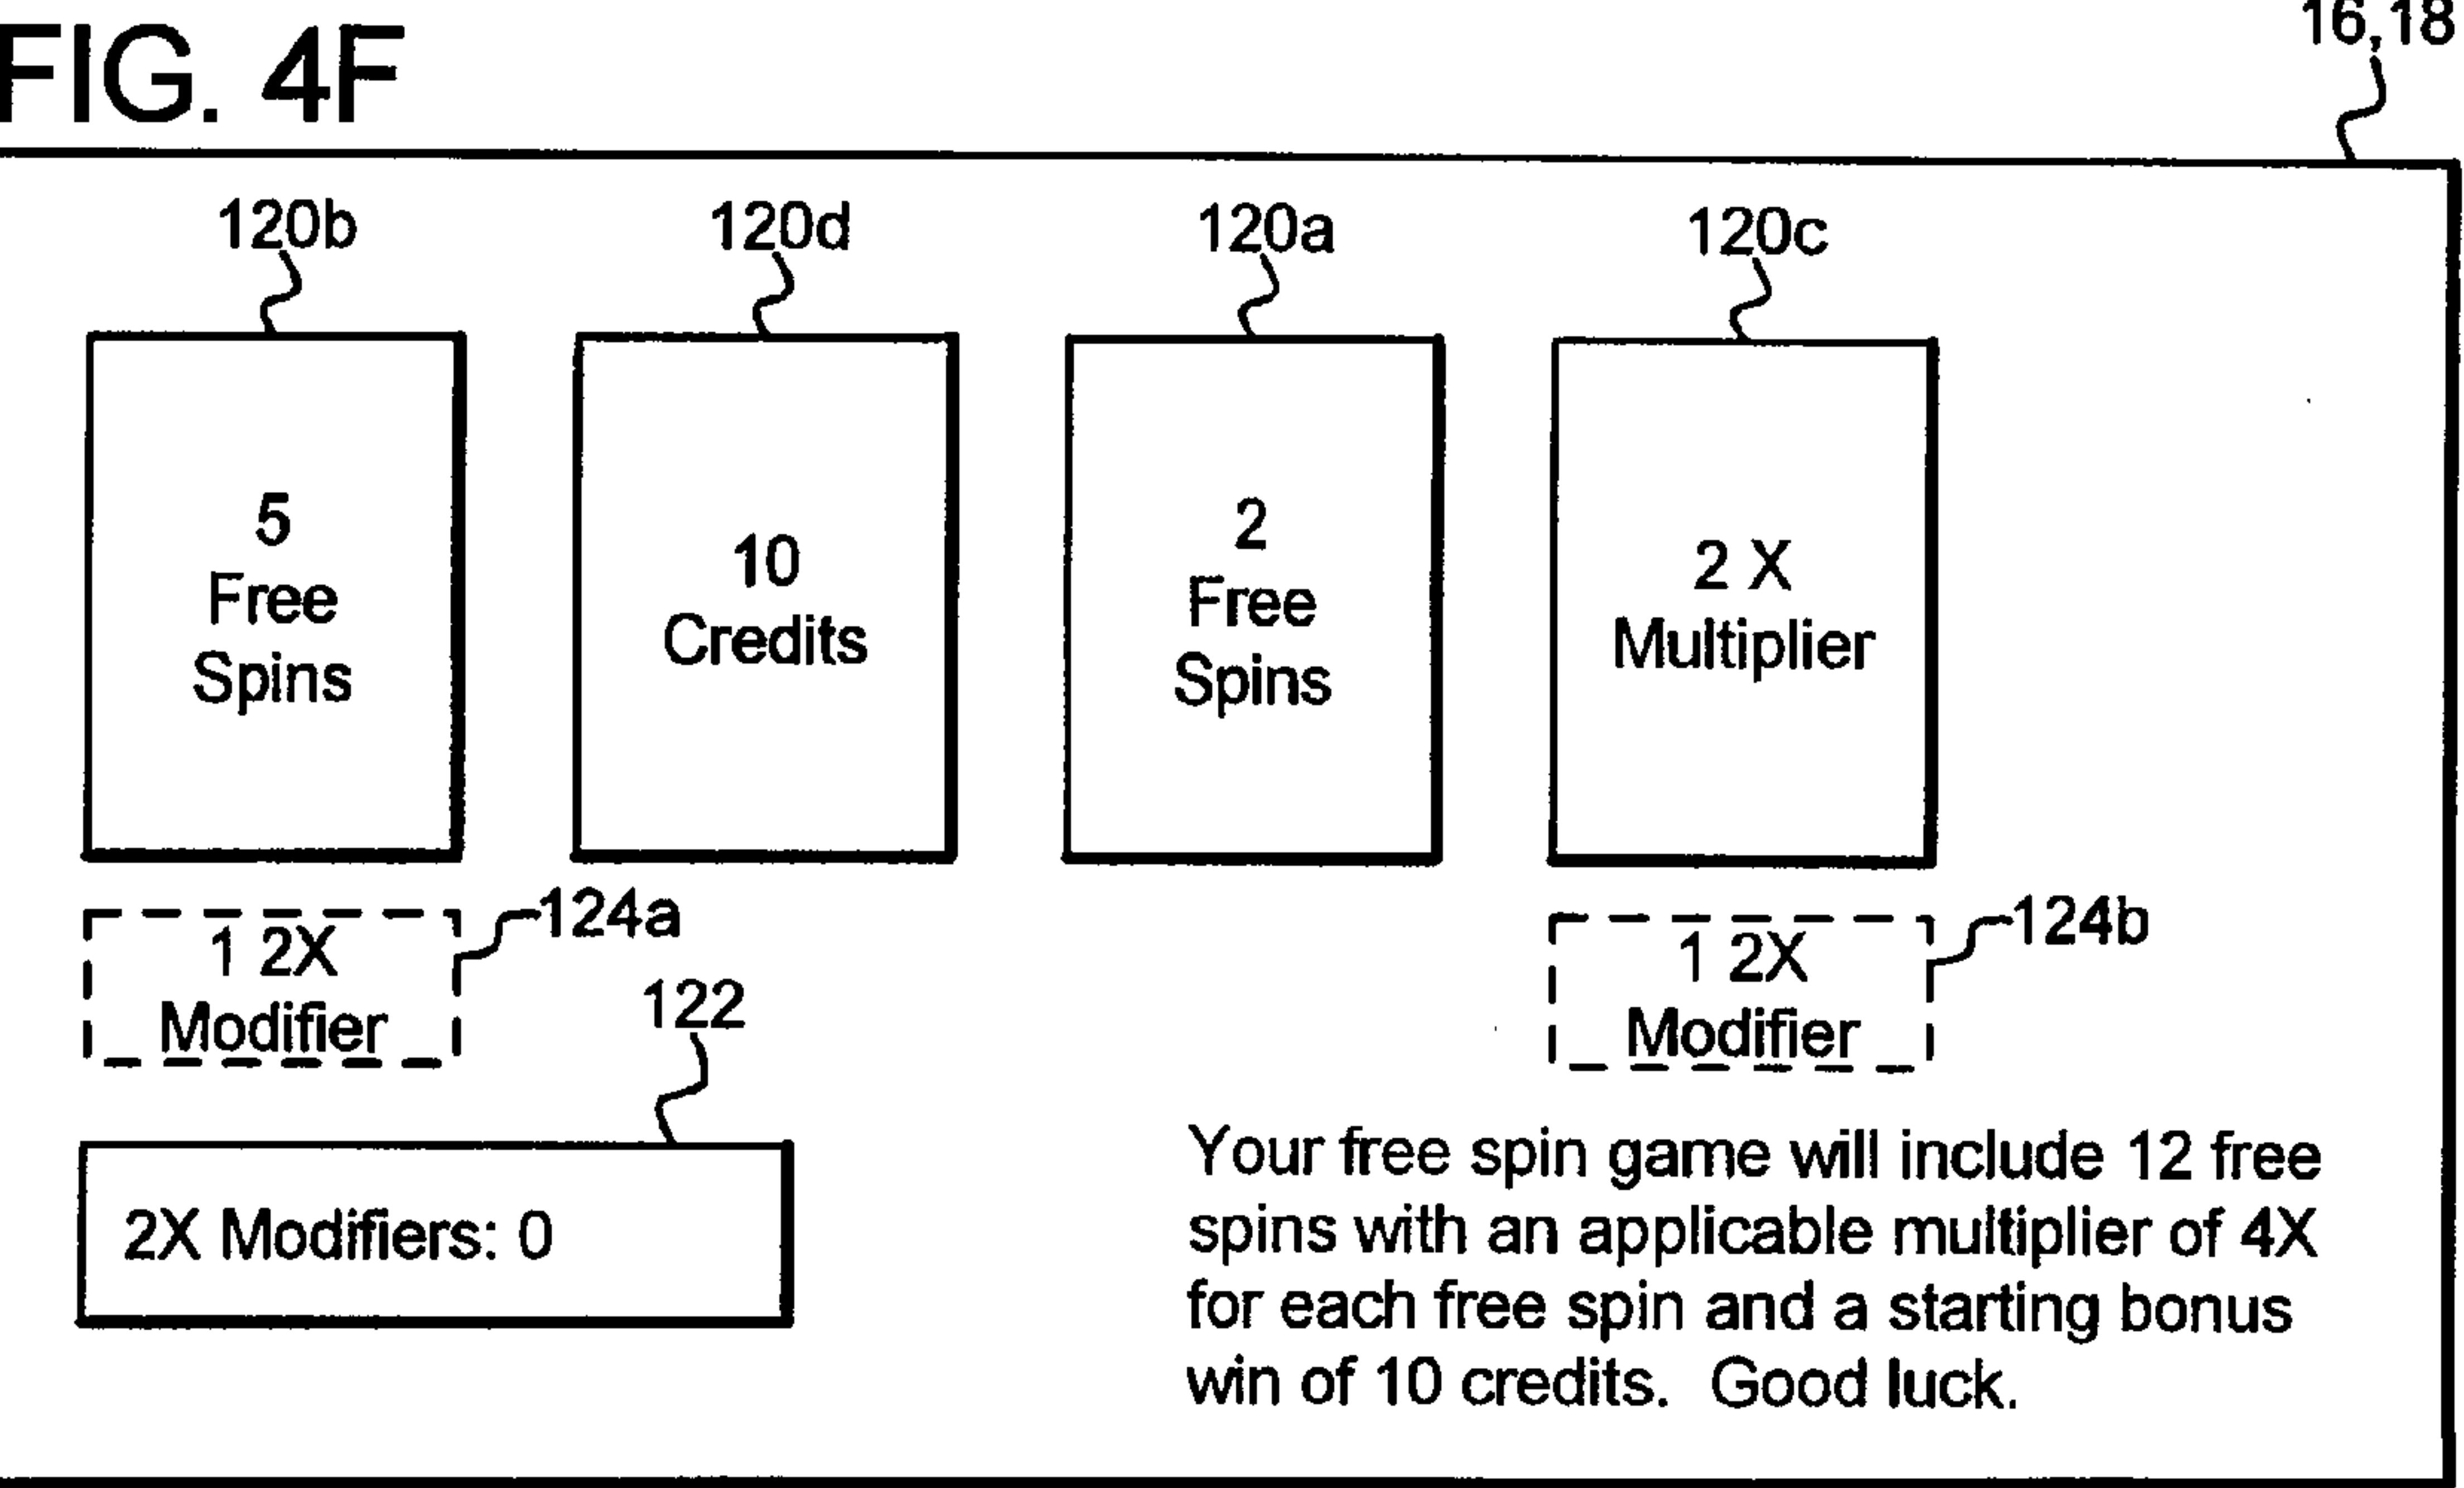 FIG. 4F
16,18
120b
120d
120a
120c
5
Free
Spins
10
Credits
2
Free
Spins
2 X
Multiplier
1 2X
Modifier
124a
1 2X
Modifier
124b
122
2X Modifiers: 0
Your free spin game will include 12 free
spins with an applicable multiplier of 4X
for each free spin and a starting bonus
win of 10 credits.  Good luck.